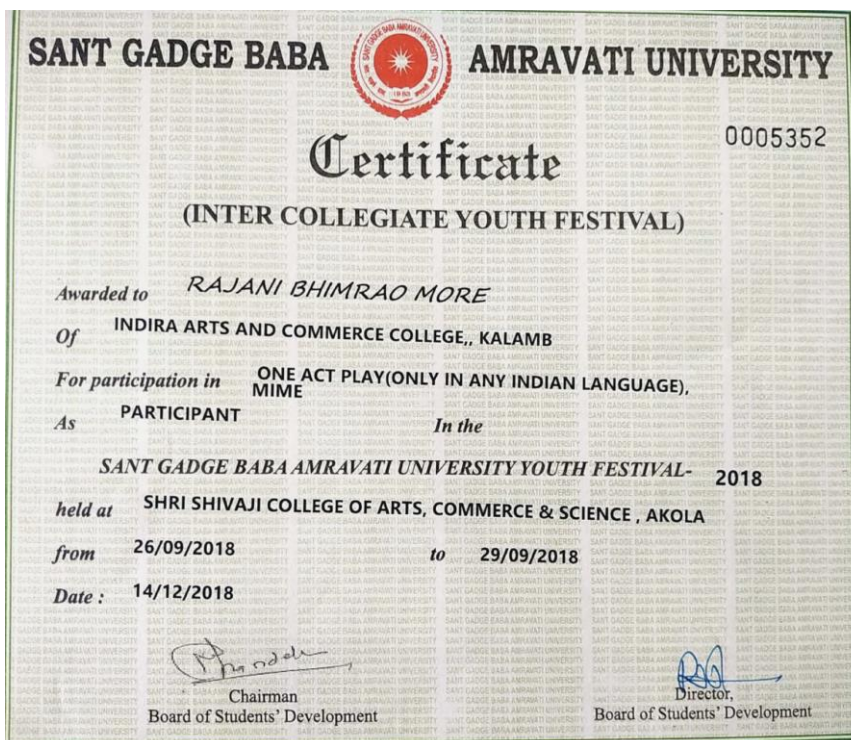 SANT GADGE BABA AMRAVATI UNIVERSITY
0005352
Certificate
(INTER COLLEGIATE YOUTH FESTIVAL)
Awarded to RAJANI BHIMRAO MORE
Of INDIRA ARTS AND COMMERCE COLLEGE,, KALAMB
For participation in ONE ACT PLAY(ONLY IN ANY INDIAN LANGUAGE),
MIME
As PARTICIPANT In the
SANT GADGE BABA AMRAVATI UNIVERSITY YOUTH FESTIVAL- 2018
held at SHRI SHIVAJI COLLEGE OF ARTS, COMMERCE & SCIENCE , AKOLA
from 26/09/2018 to 29/09/2018
Date : 14/12/2018
Chairman
Board of Students' Development
Director,
Board of Students' Development